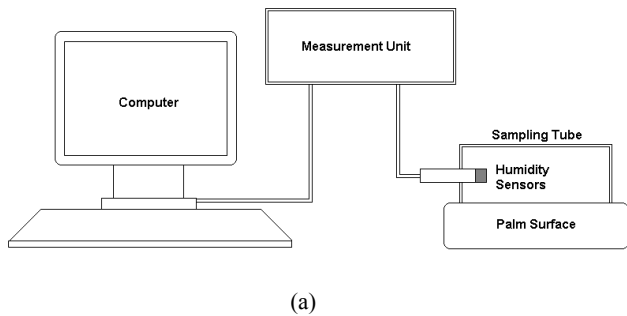 Measurement Unit
Computer
Sampling Tube
Humidity
Sensors
Palm Surface
(a)